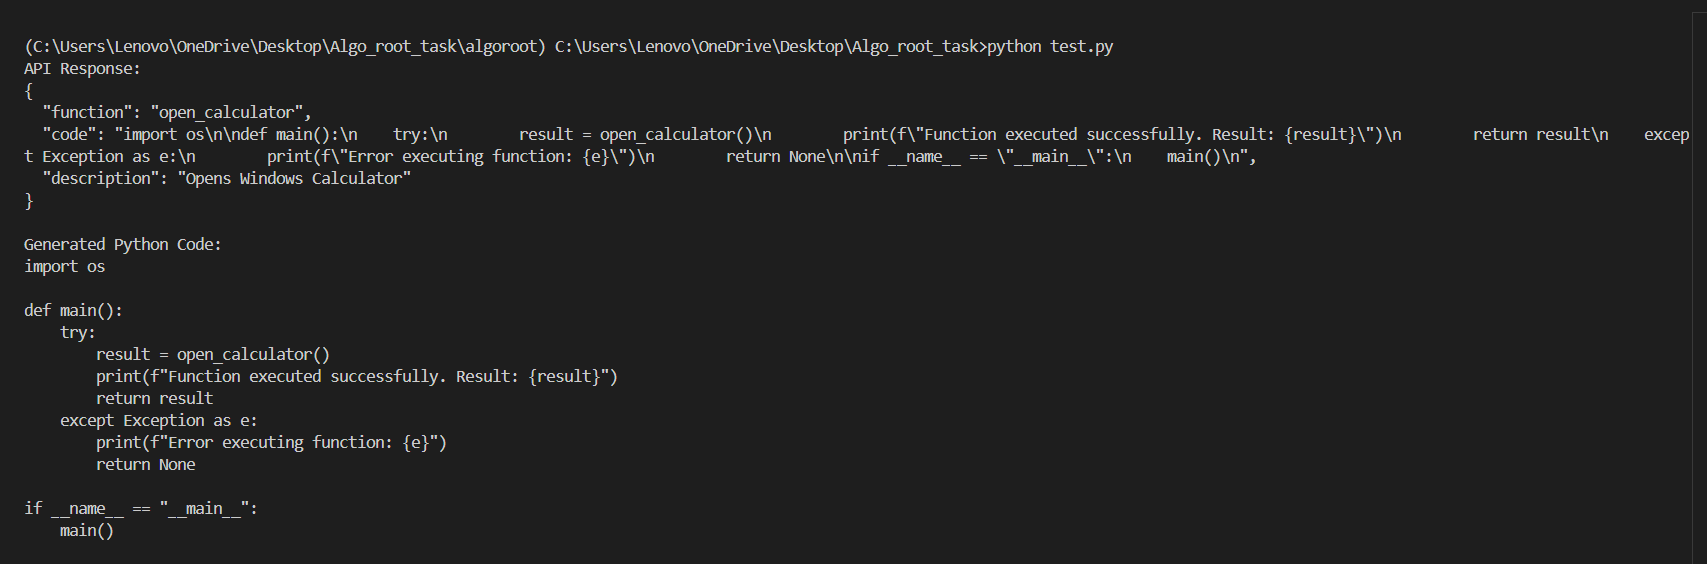 (C:\Users\Lenovo\OneDrive\Desktop\Algo_root_task\algoroot) C:\Users\Lenovo\OneDrive\Desktop\Algo_root_task>python test.py
API Response:
{
  "function": "open_calculator",
  "code": "import os\n\ndef main():\n    try:\n        result = open_calculator()\n        print(f\"Function executed successfully. Result: {result}\")\n        return result\n    excep
t Exception as e:\n        print(f\"Error executing function: {e}\")\n        return None\n\nif __name__ == \"__main__\":\n    main()\n",
  "description": "Opens Windows Calculator"
}

Generated Python Code:
import os

def main():
    try:
        result = open_calculator()
        print(f"Function executed successfully. Result: {result}")
        return result
    except Exception as e:
        print(f"Error executing function: {e}")
        return None

if __name__ == "__main__":
    main()